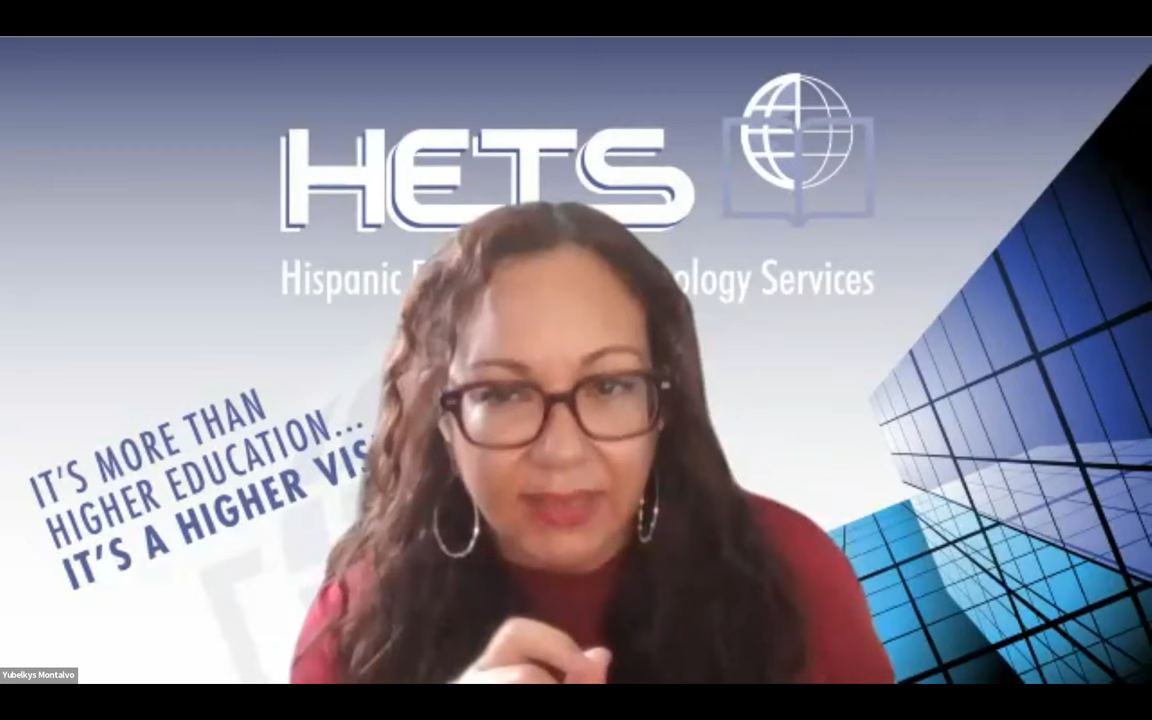 HETS
Hispanic
ology Services
IT'S MORE THAN
HIGHER EDUCATION...
IT'S A HIGHER VIS
Yubelkys Montalvo